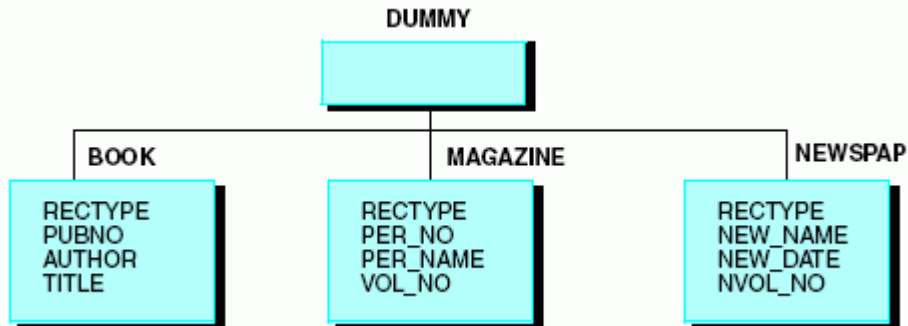 DUMMY
BOOK
MAGAZINE
NEWSPAP
RECTYPE
PUBNO
AUTHOR
TITLE
RECTYPE
PER_NO
PER_NAME
VOL_NO
RECTYPE
NEW_NAME
NEW_DATE
NVOL_NO